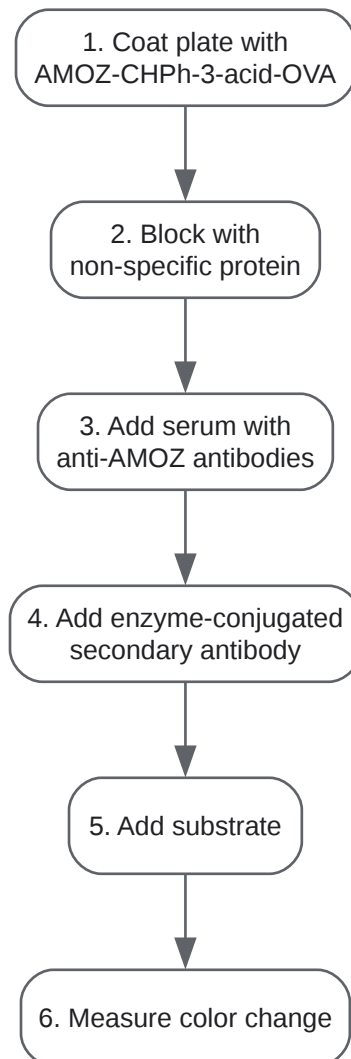 1. Coat plate with
AMOZ-CHPh-3-acid-OVA
2. Block with
non-specific protein
3. Add serum with
anti-AMOZ antibodies
4. Add enzyme-conjugated
secondary antibody
5. Add substrate
6. Measure color change